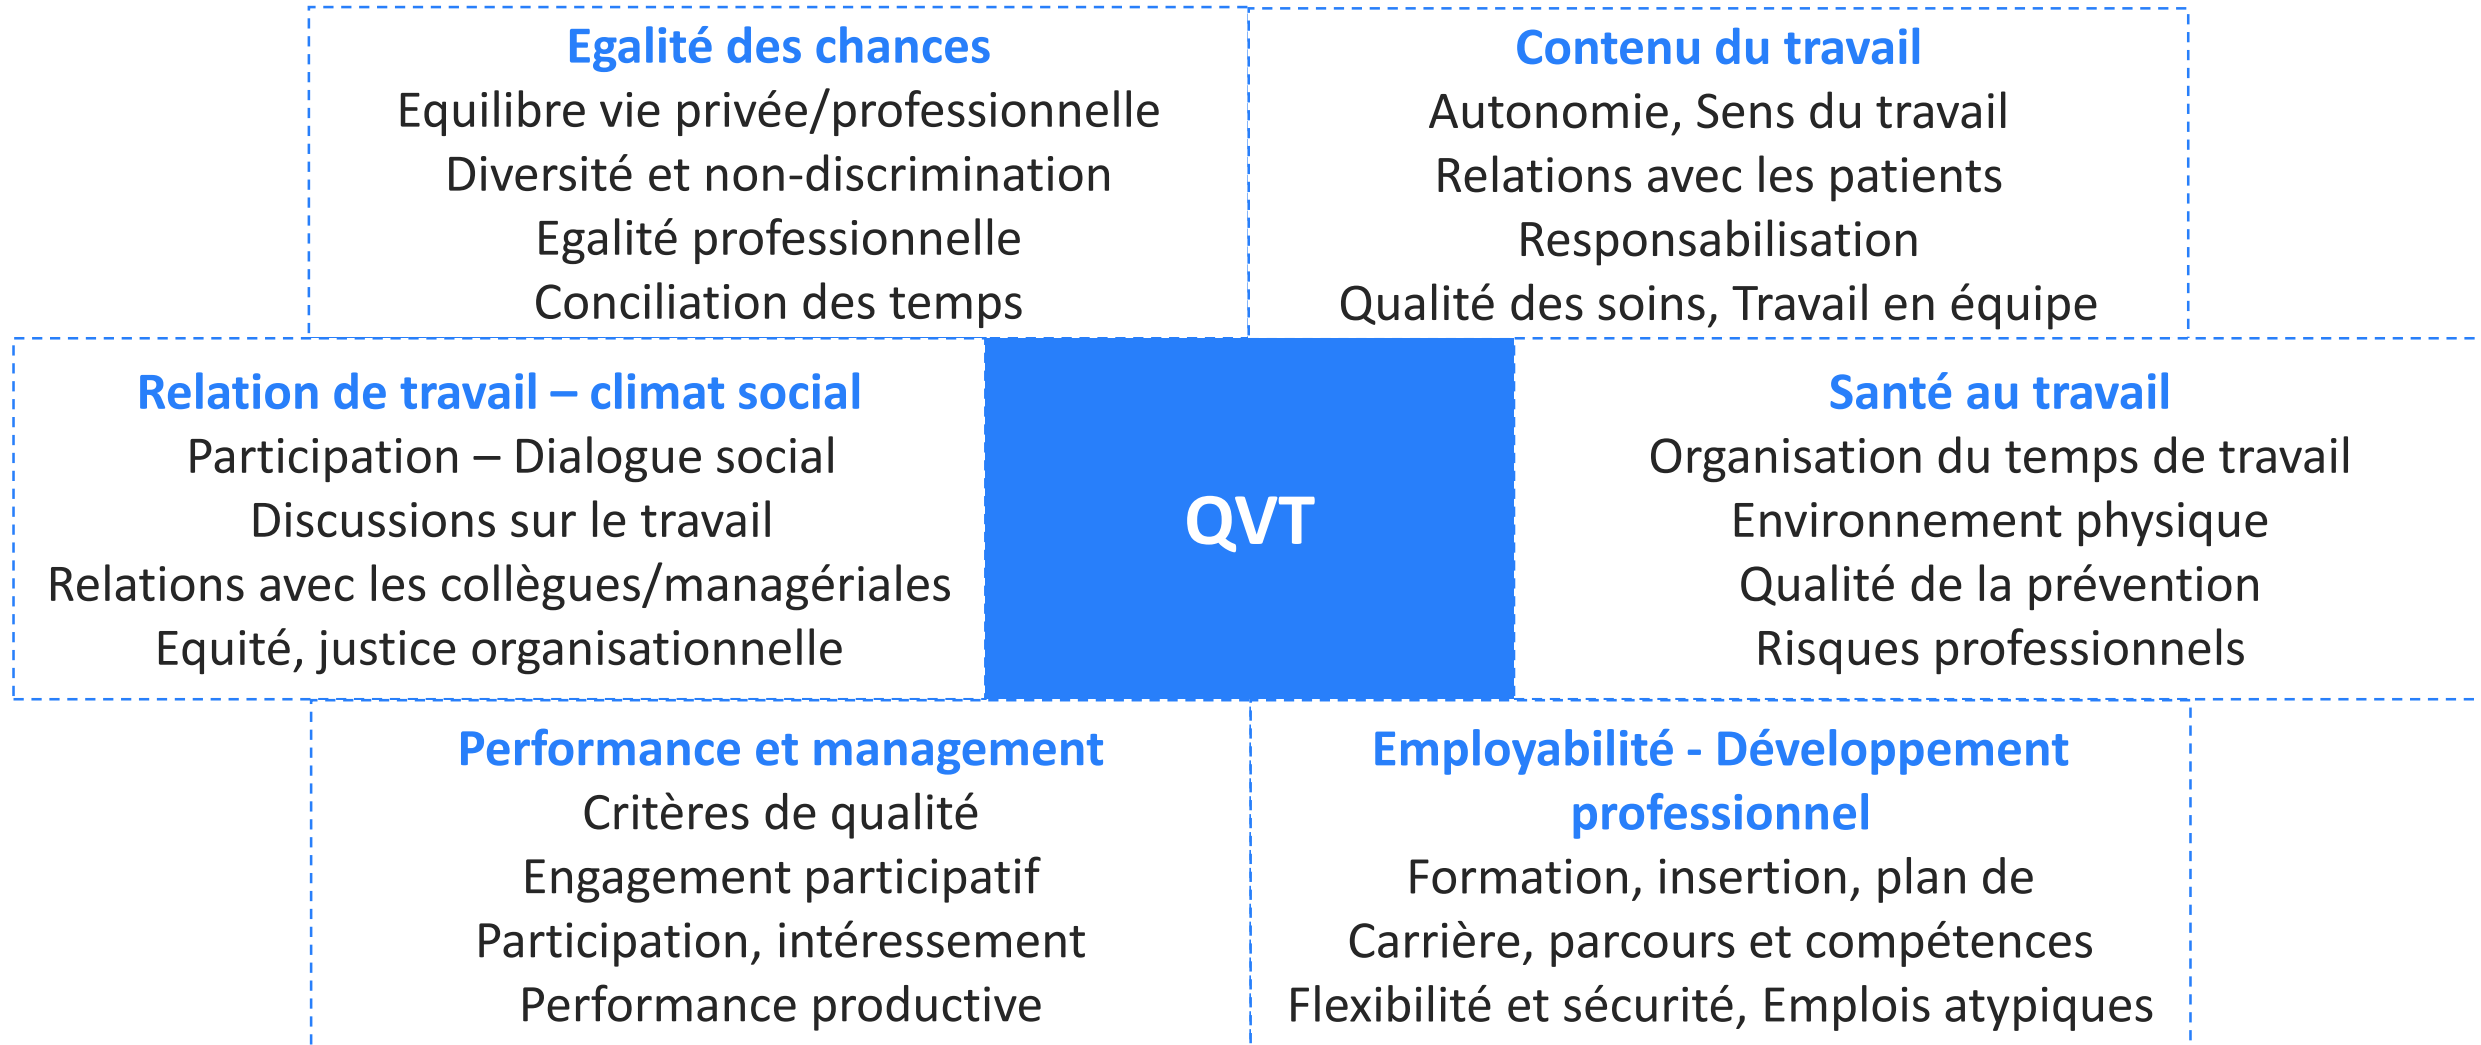 Egalité des chances
Equilibre vie privée/professionnelle
Diversité et non-discrimination
Egalité professionnelle
Conciliation des temps
Contenu du travail
Autonomie, Sens du travail
Relations avec les patients
Responsabilisation
Qualité des soins, Travail en équipe
Relation de travail – climat social
Participation – Dialogue social
Discussions sur le travail
Relations avec les collègues/managériales
Equité, justice organisationnelle
QVT
Santé au travail
Organisation du temps de travail
Environnement physique
Qualité de la prévention
Risques professionnels
Performance et management
Critères de qualité
Engagement participatif
Participation, intéressement
Performance productive
Employabilité - Développement
professionnel
Formation, insertion, plan de
Carrière, parcours et compétences
Flexibilité et sécurité, Emplois atypiques